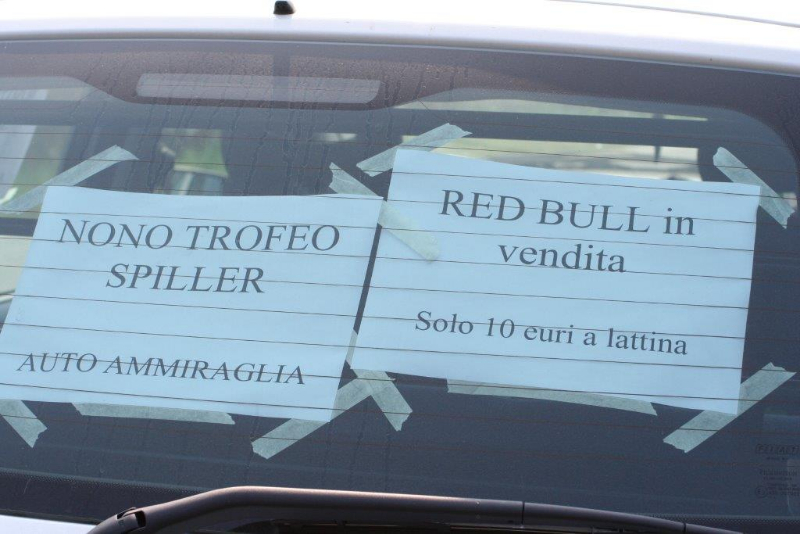 NONO TROFEO
SPILLER
AUTO AMMIRAGLIA
RED BULL in
vendita
Solo 10 euri a lattina